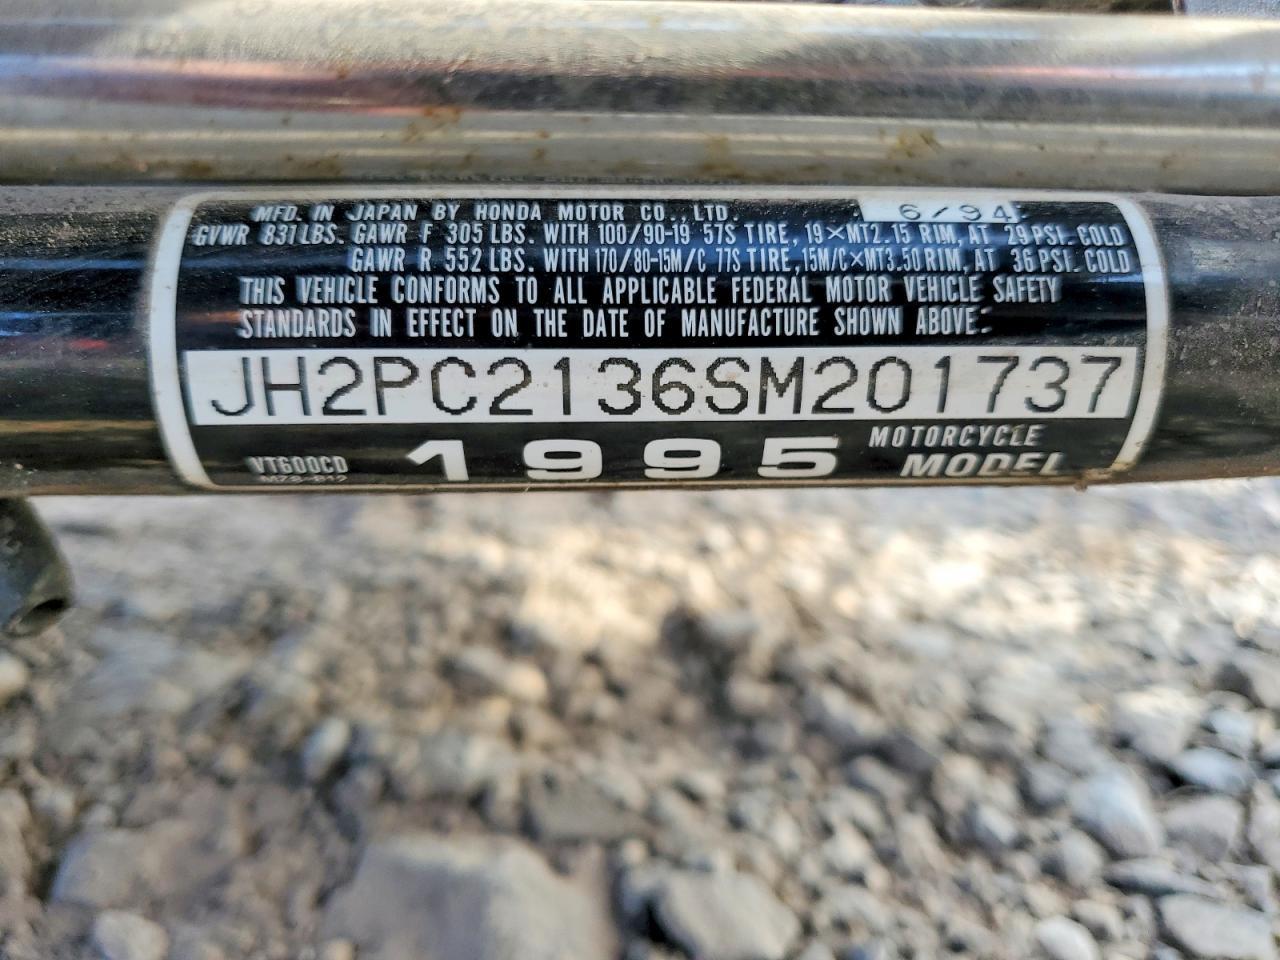 MFD. IN JAPAN BY HONDA MOTOR CO., LTD. 6/94
GVWR 831 LBS. GAWR F 305 LBS. WITH 100/90-19 57S TIRE, 19×MT2.15 RIM, AT 29 PSI. COLD
GAWR R 552 LBS. WITH 170/80-15M/C 77S TIRE, 15M/C×MT3.50 RIM, AT 36 PSI. COLD
THIS VEHICLE CONFORMS TO ALL APPLICABLE FEDERAL MOTOR VEHICLE SAFETY
STANDARDS IN EFFECT ON THE DATE OF MANUFACTURE SHOWN ABOVE.
JH2PC2136SM201737
VT600CD 1995 MOTORCYCLE
MODEL